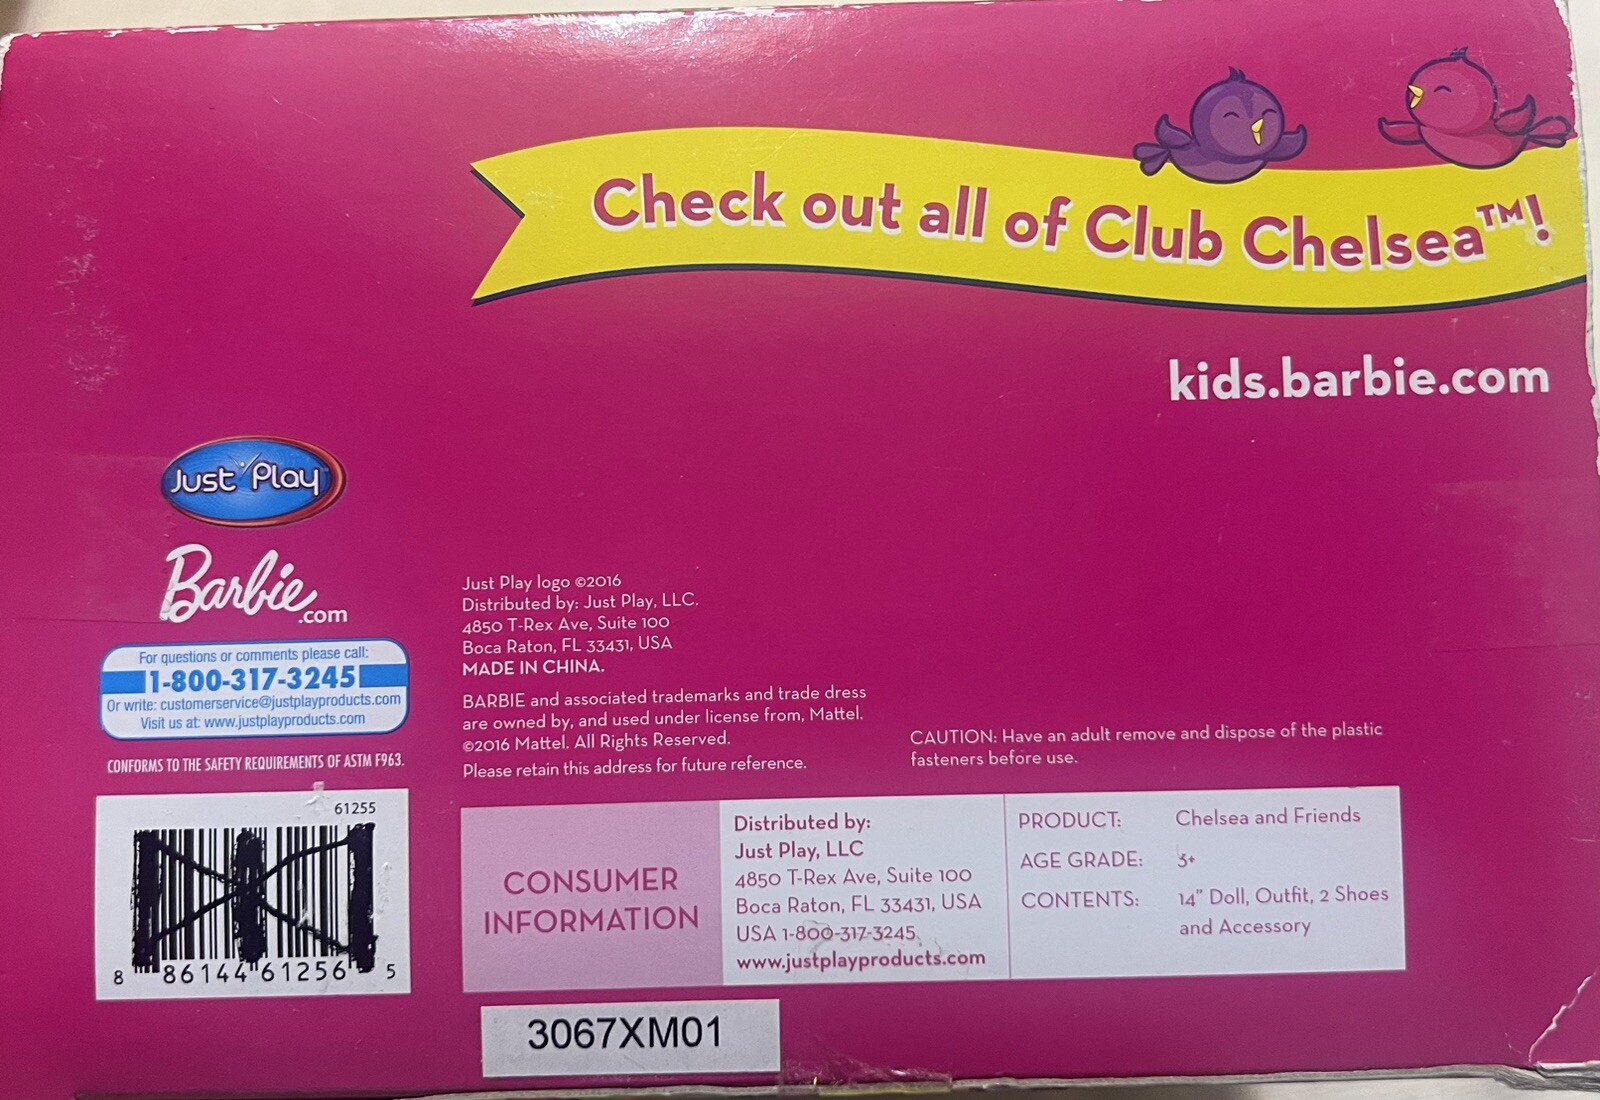 Check out all of Club Chelsea™!
kids.barbie.com
Just Play
Barbie.com
For questions or comments please call:
1-800-317-3245
Or write: customerservice@justplayproducts.com
Visit us at: www.justplayproducts.com
CONFORMS TO THE SAFETY REQUIREMENTS OF ASTM F963.
61255
8 86144 61256 5
Just Play logo ©2016
Distributed by: Just Play, LLC.
4850 T-Rex Ave, Suite 100
Boca Raton, FL 33431, USA
MADE IN CHINA.
BARBIE and associated trademarks and trade dress
are owned by, and used under license from, Mattel.
©2016 Mattel. All Rights Reserved.
Please retain this address for future reference.
CAUTION: Have an adult remove and dispose of the plastic
fasteners before use.
CONSUMER
INFORMATION
Distributed by:
Just Play, LLC
4850 T-Rex Ave, Suite 100
Boca Raton, FL 33431, USA
USA 1-800-317-3245
www.justplayproducts.com
PRODUCT: Chelsea and Friends
AGE GRADE: 3+
CONTENTS: 14" Doll, Outfit, 2 Shoes
and Accessory
3067XM01